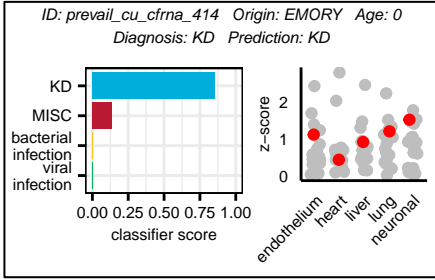 ID: prevail_cu_cfrna_414 Origin: EMORY Age: 0
Diagnosis: KD Prediction: KD
KD
MISC
bacterial
infection
viral
infection
0.00 0.25 0.50 0.75 1.00
classifier score
z-score
2
1
0
endothelium
heart
liver
lung
neuronal